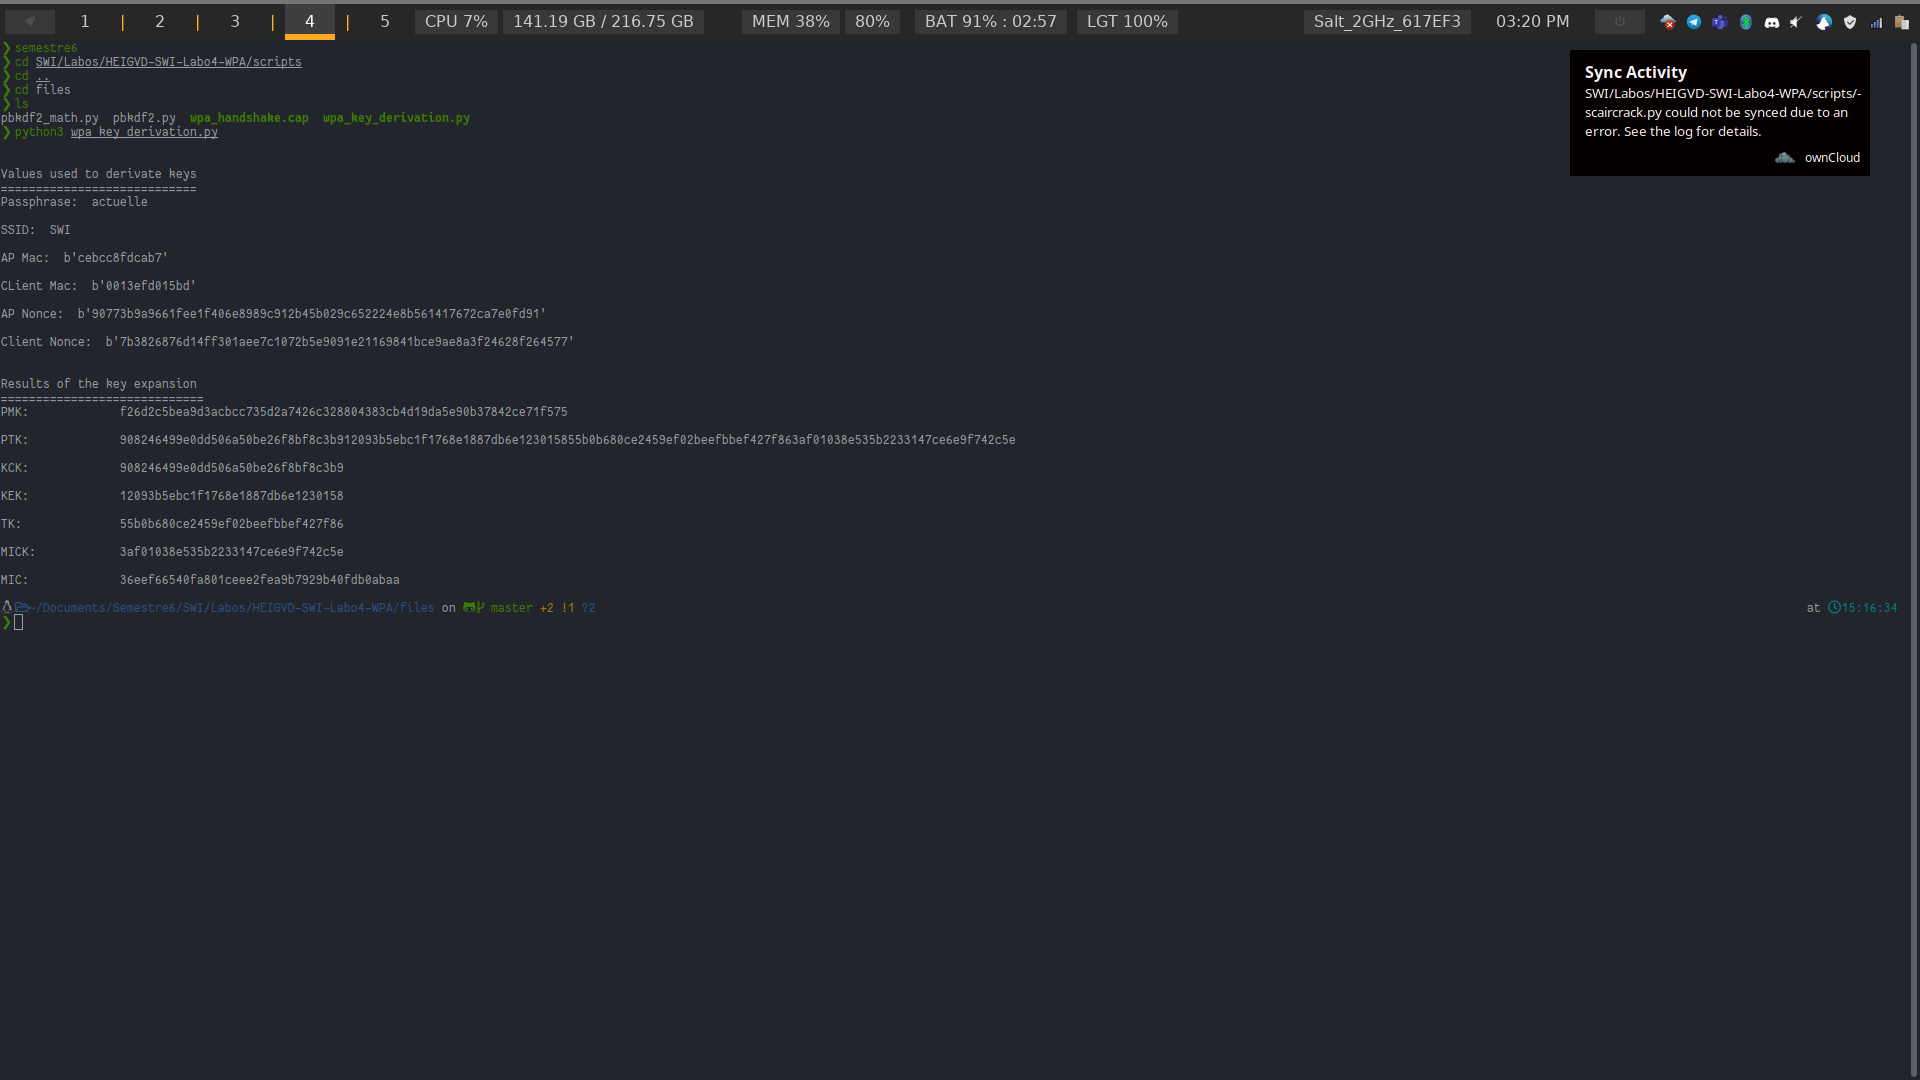 1 | 2 | 3 | 4 | 5 CPU 7% 141.19 GB / 216.75 GB MEM 38% 80% BAT 91% : 02:57 LGT 100% Salt_2GHz_617EF3 03:20 PM
❯ semestre6
❯ cd SWI/Labos/HEIGVD-SWI-Labo4-WPA/scripts
❯ cd ..
❯ cd files
❯ ls
pbkdf2_math.py pbkdf2.py wpa_handshake.cap wpa_key_derivation.py
❯ python3 wpa_key_derivation.py
Values used to derivate keys
============================
Passphrase: actuelle
SSID: SWI
AP Mac: b'cebcc8fdcab7'
CLient Mac: b'0013efd015bd'
AP Nonce: b'90773b9a9661fee1f406e8989c912b45b029c652224e8b561417672ca7e0fd91'
Client Nonce: b'7b3826876d14ff301aee7c1072b5e9091e21169841bce9ae8a3f24628f264577'
Results of the key expansion
=============================
PMK: f26d2c5bea9d3acbcc735d2a7426c328804383cb4d19da5e90b37842ce71f575
PTK: 908246499e0dd506a50be26f8bf8c3b912093b5ebc1f1768e1887db6e123015855b0b680ce2459ef02beefbbef427f863af01038e535b2233147ce6e9f742c5e
KCK: 908246499e0dd506a50be26f8bf8c3b9
KEK: 12093b5ebc1f1768e1887db6e1230158
TK: 55b0b680ce2459ef02beefbbef427f86
MICK: 3af01038e535b2233147ce6e9f742c5e
MIC: 36eef66540fa801ceee2fea9b7929b40fdb0abaa
~/Documents/Semestre6/SWI/Labos/HEIGVD-SWI-Labo4-WPA/files on master +2 !1 ?2 at 15:16:34
❯
Sync Activity
SWI/Labos/HEIGVD-SWI-Labo4-WPA/scripts/-
scaircrack.py could not be synced due to an
error. See the log for details.
ownCloud